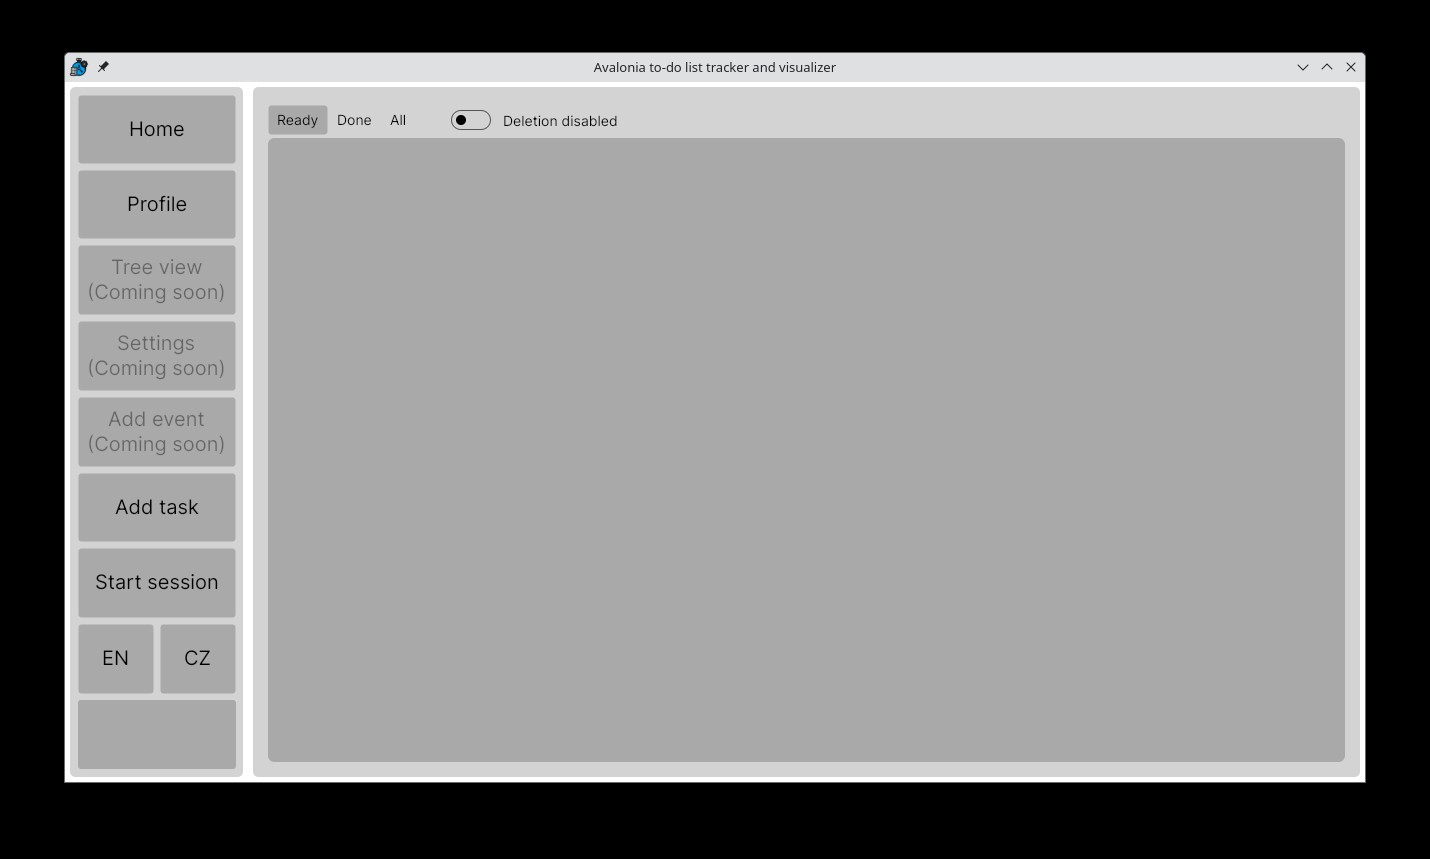 Avalonia to-do list tracker and visualizer
Home
Profile
Tree view
(Coming soon)
Settings
(Coming soon)
Add event
(Coming soon)
Add task
Start session
EN CZ
Ready Done All Deletion disabled